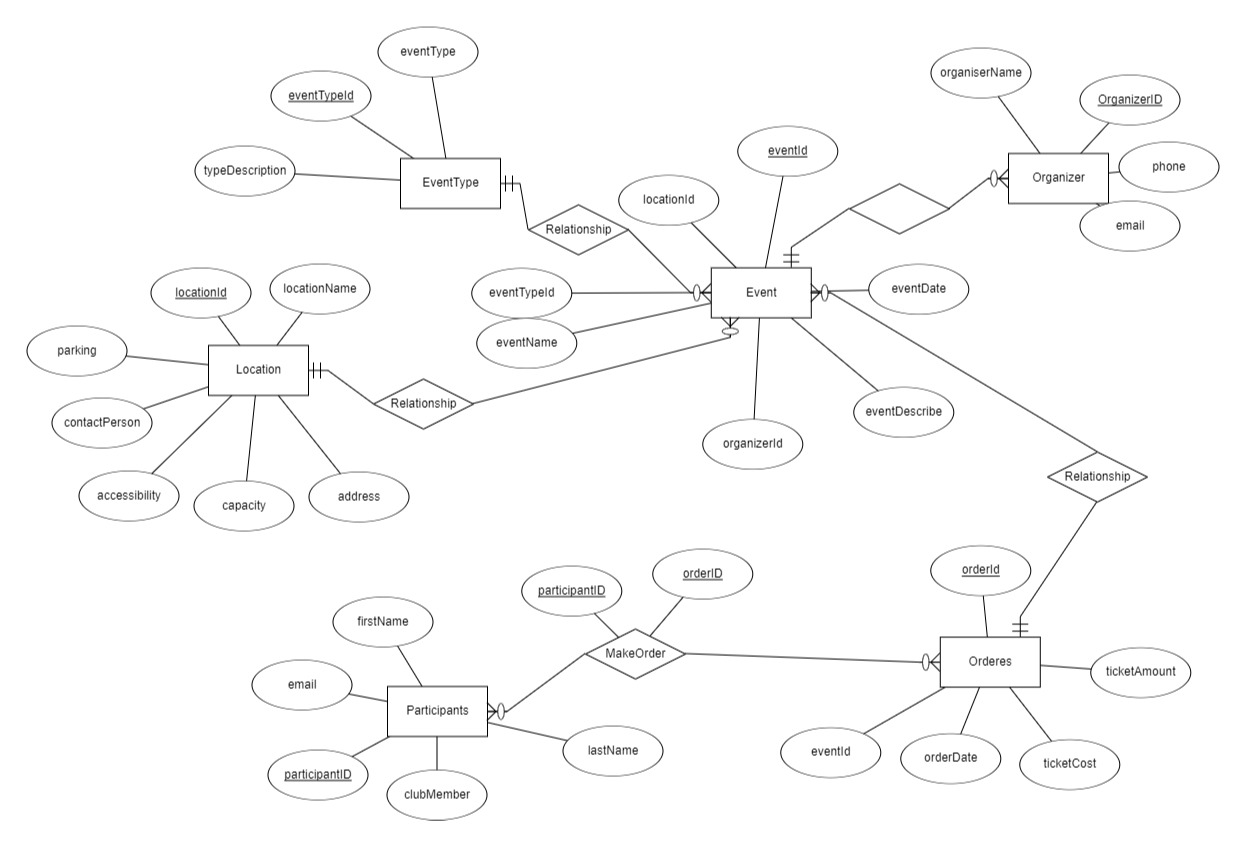 eventType
eventTypeId
typeDescription
EventType
organiserName
OrganizerID
phone
Organizer
email
eventId
locationId
Relationship
eventTypeId
Event
eventDate
eventName
locationId
locationName
parking
Location
contactPerson
Relationship
accessibility
capacity
address
organizerId
eventDescribe
Relationship
participantID
orderID
orderId
firstName
MakeOrder
Orderes
ticketAmount
email
Participants
lastName
participantID
clubMember
eventId
orderDate
ticketCost